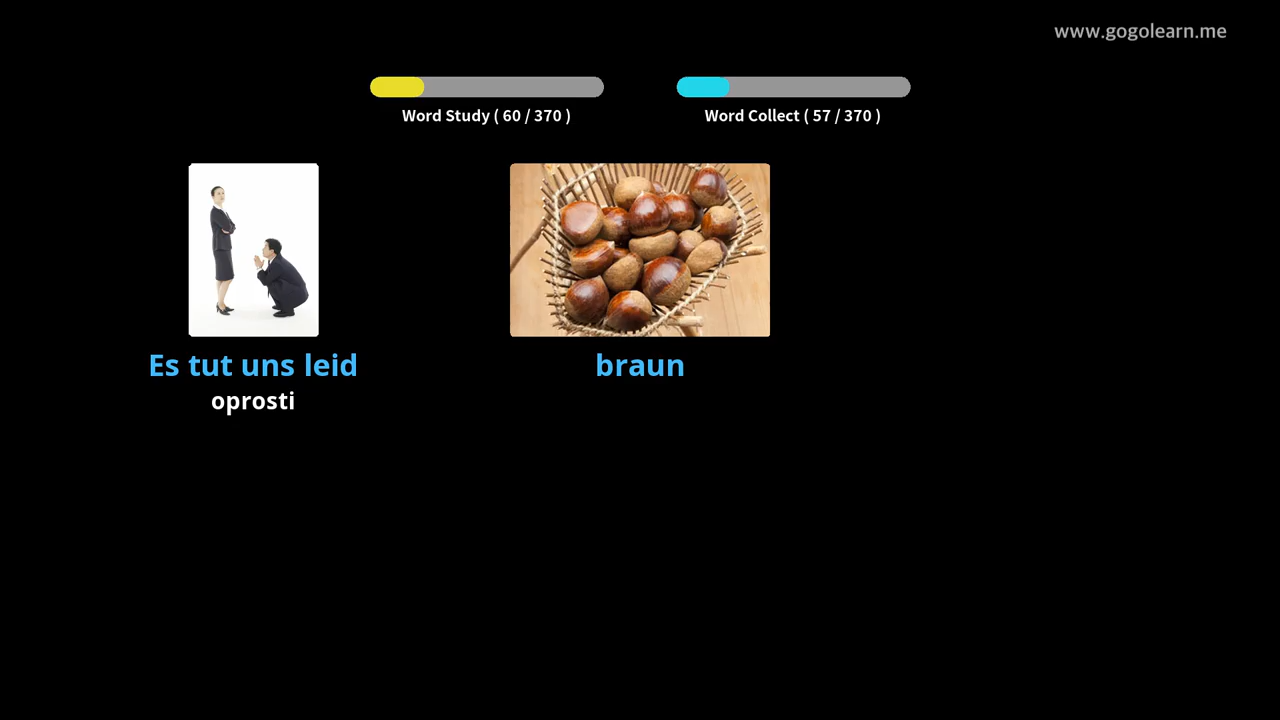 www.gogolearn.me
Word Study ( 60 / 370 )
Word Collect ( 57 / 370 )
Es tut uns leid
braun
oprosti